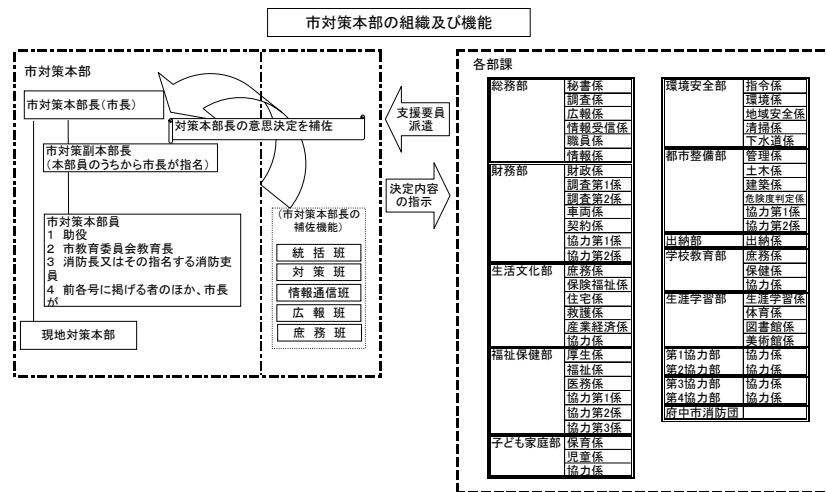 市対策本部の組織及び機能
市対策本部
市対策本部長(市長)
対策本部長の意思決定を補佐
市対策副本部長
(本部員のうちから市長が指名)
市対策本部員
1 助役
2 市教育委員会教育長
3 消防長又はその指名する消防吏
員
4 前各号に掲げる者のほか、市長
が
現地対策本部
(市対策本部長の
補佐機能)
統括班
対策班
情報通信班
広報班
庶務班
支援要員
派遣
決定内容
の指示
各部課
総務部 秘書係
調査係
広報係
情報受信係
職員係
情報係
財務部 財政係
調査第1係
調査第2係
車両係
契約係
協力第1係
協力第2係
生活文化部 庶務係
保険福祉係
住宅係
救護係
産業経済係
協力係
福祉保健部 厚生係
福祉係
医務係
協力第1係
協力第2係
協力第3係
子ども家庭部 保育係
児童係
協力係
環境安全部 指令係
環境係
地域安全係
清掃係
下水道係
都市整備部 管理係
土木係
建築係
危険度判定係
協力第1係
協力第2係
出納部 出納係
学校教育部 庶務係
保健係
協力係
生涯学習部 生涯学習係
体育係
図書館係
美術館係
第1協力部 協力係
第2協力部 協力係
第3協力部 協力係
第4協力部 協力係
府中市消防団